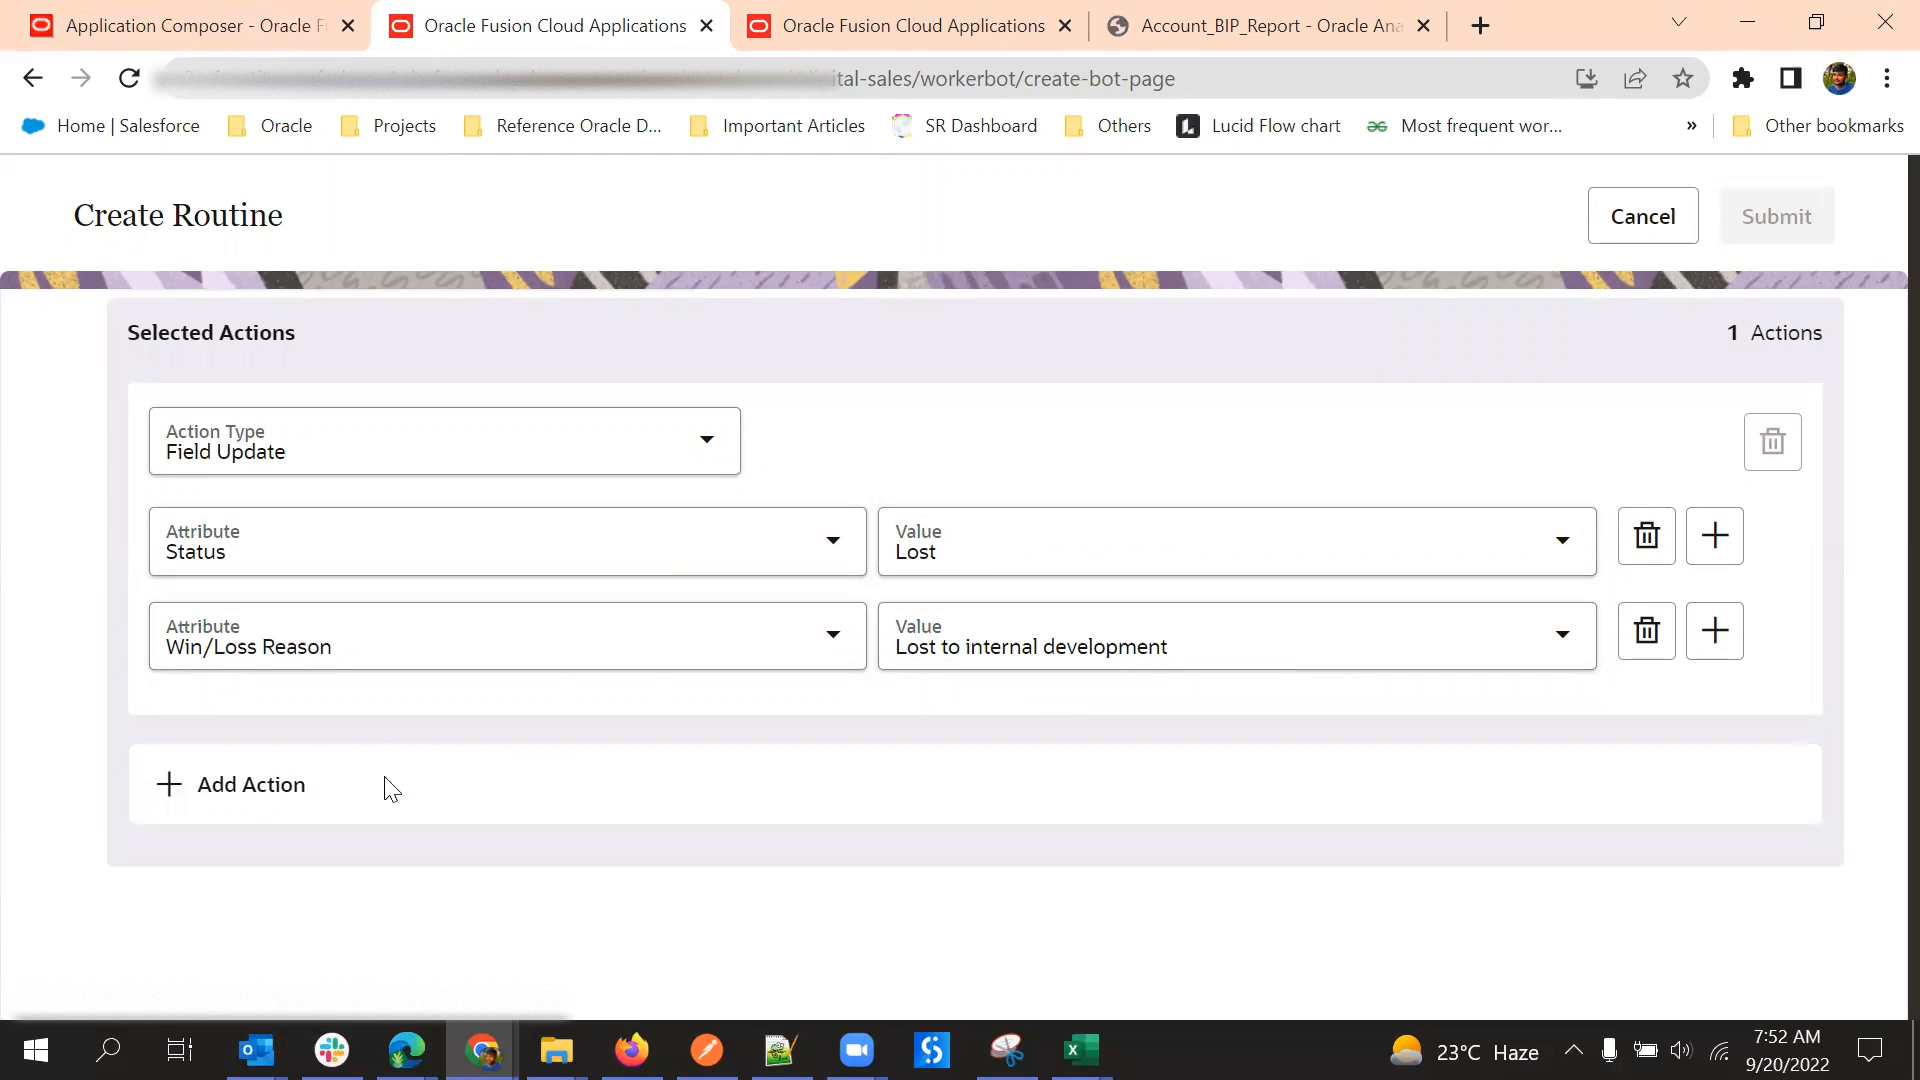 Application Composer - Oracle F
Oracle Fusion Cloud Applications
Oracle Fusion Cloud Applications
Account_BIP_Report - Oracle Ana
ital-sales/workerbot/create-bot-page
Home | Salesforce
Oracle
Projects
Reference Oracle D...
Important Articles
SR Dashboard
Others
Lucid Flow chart
Most frequent wor...
»
Other bookmarks
Create Routine
Cancel
Submit
Selected Actions
1 Actions
Action Type
Field Update
Attribute
Status
Value
Lost
Attribute
Win/Loss Reason
Value
Lost to internal development
Add Action
23°C Haze
7:52 AM
9/20/2022